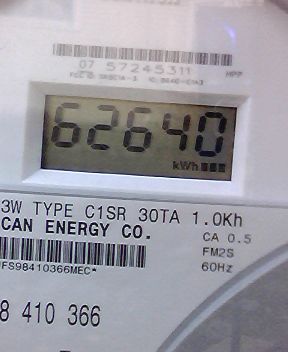 07 57245311 HPP
62640
kWh
3W TYPE C1SR 30TA 1.0Kh
CAN ENERGY CO. CA 0.5
FM2S
FS98410366MEC* 60Hz
8 410 366